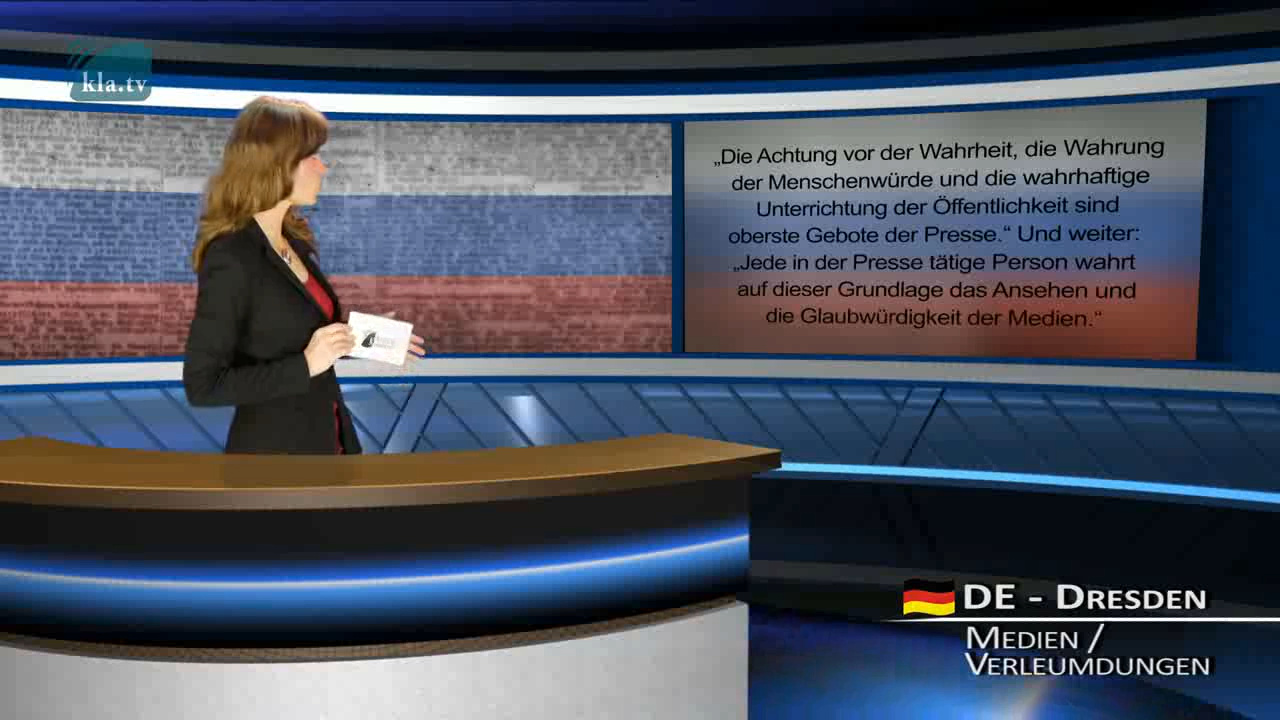 kla.tv
„Die Achtung vor der Wahrheit, die Wahrung
der Menschenwürde und die wahrhaftige
Unterrichtung der Öffentlichkeit sind
oberste Gebote der Presse.“ Und weiter:
„Jede in der Presse tätige Person wahrt
auf dieser Grundlage das Ansehen und
die Glaubwürdigkeit der Medien.“
DE - DRESDEN
MEDIEN /
VERLEUMDUNGEN